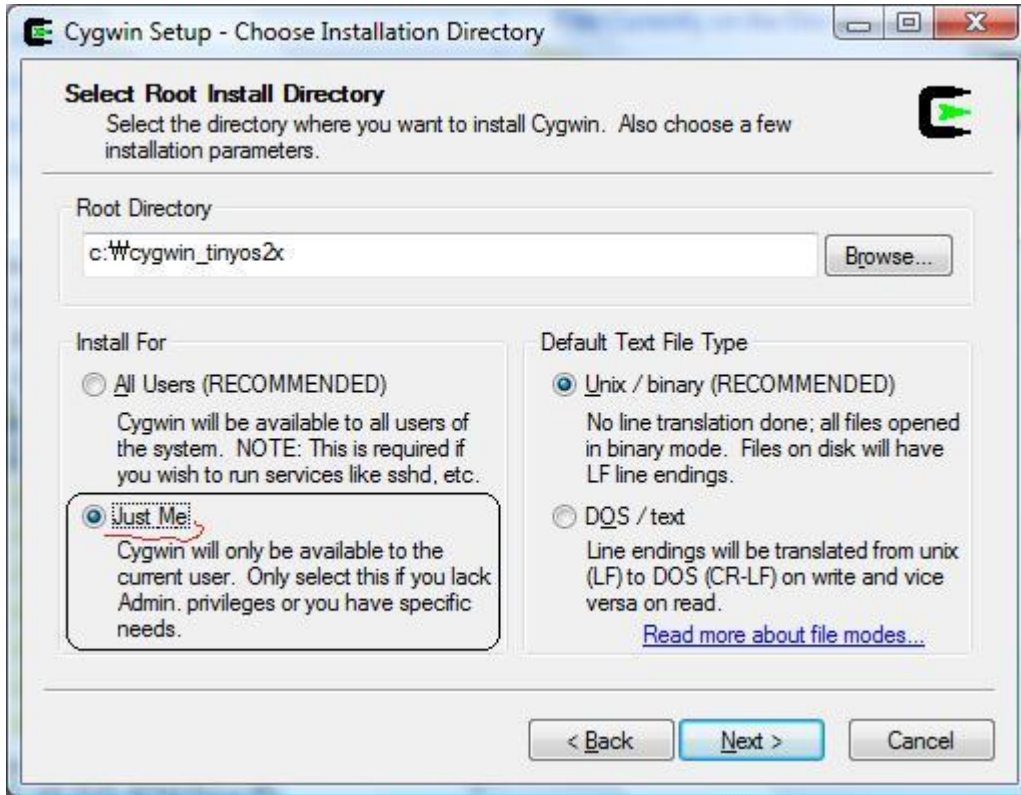 Cygwin Setup - Choose Installation Directory
Select Root Install Directory
Select the directory where you want to install Cygwin. Also choose a few
installation parameters.
Root Directory
c:₩cygwin_tinyos2x
Browse...
Install For
All Users (RECOMMENDED)
Cygwin will be available to all users of
the system. NOTE: This is required if
you wish to run services like sshd, etc.
Just Me
Cygwin will only be available to the
current user. Only select this if you lack
Admin. privileges or you have specific
needs.
Default Text File Type
Unix / binary (RECOMMENDED)
No line translation done; all files opened
in binary mode. Files on disk will have
LF line endings.
DOS / text
Line endings will be translated from unix
(LF) to DOS (CR-LF) on write and vice
versa on read.
Read more about file modes...
< Back
Next >
Cancel